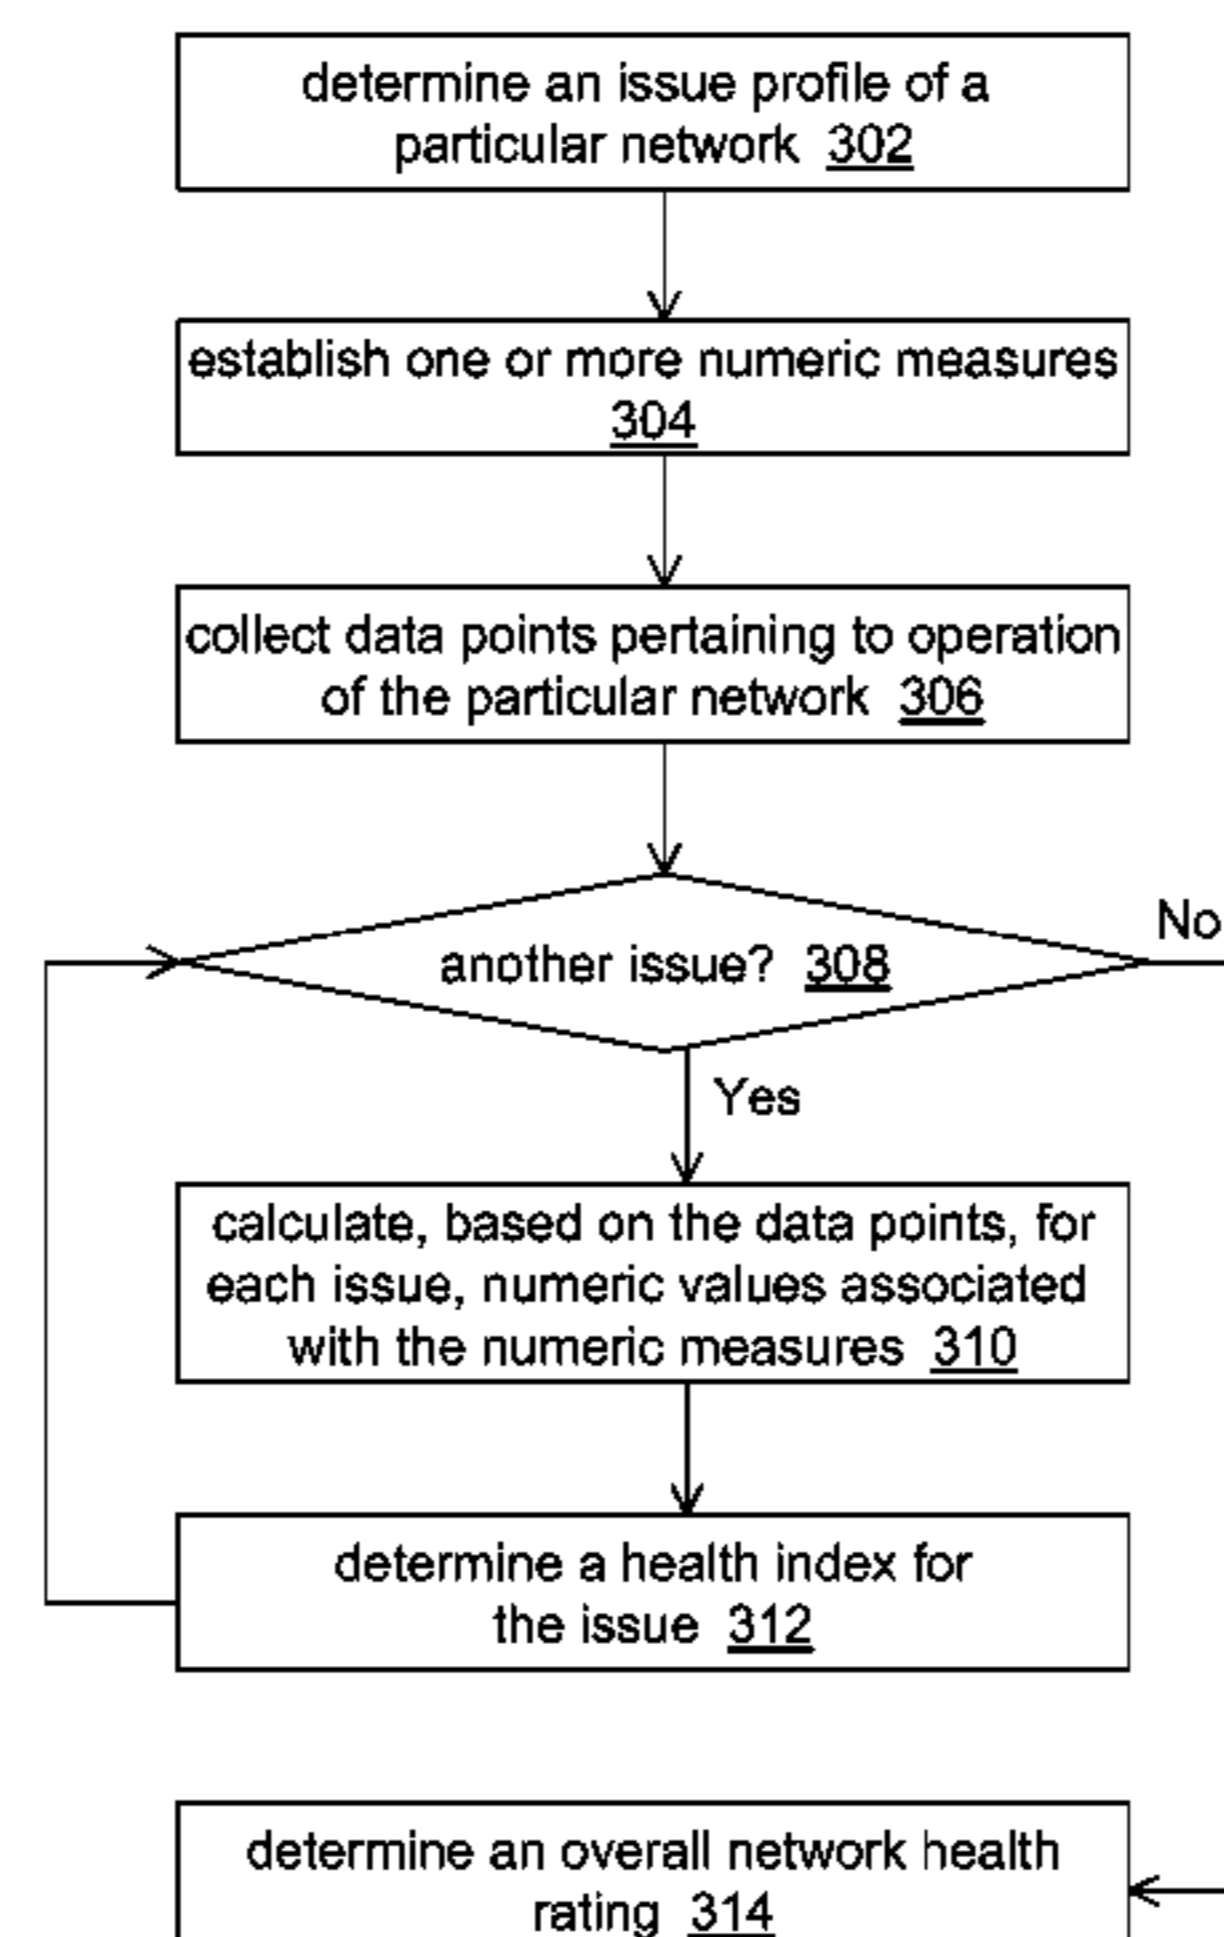 determine an issue profile of a
particular network 302
establish one or more numeric measures
304
collect data points pertaining to operation
of the particular network 306
No
another issue? 308
Yes
calculate, based on the data points, for
each issue, numeric values associated
with the numeric measures 310
determine a health index for
the issue 312
determine an overall network health
rating 314